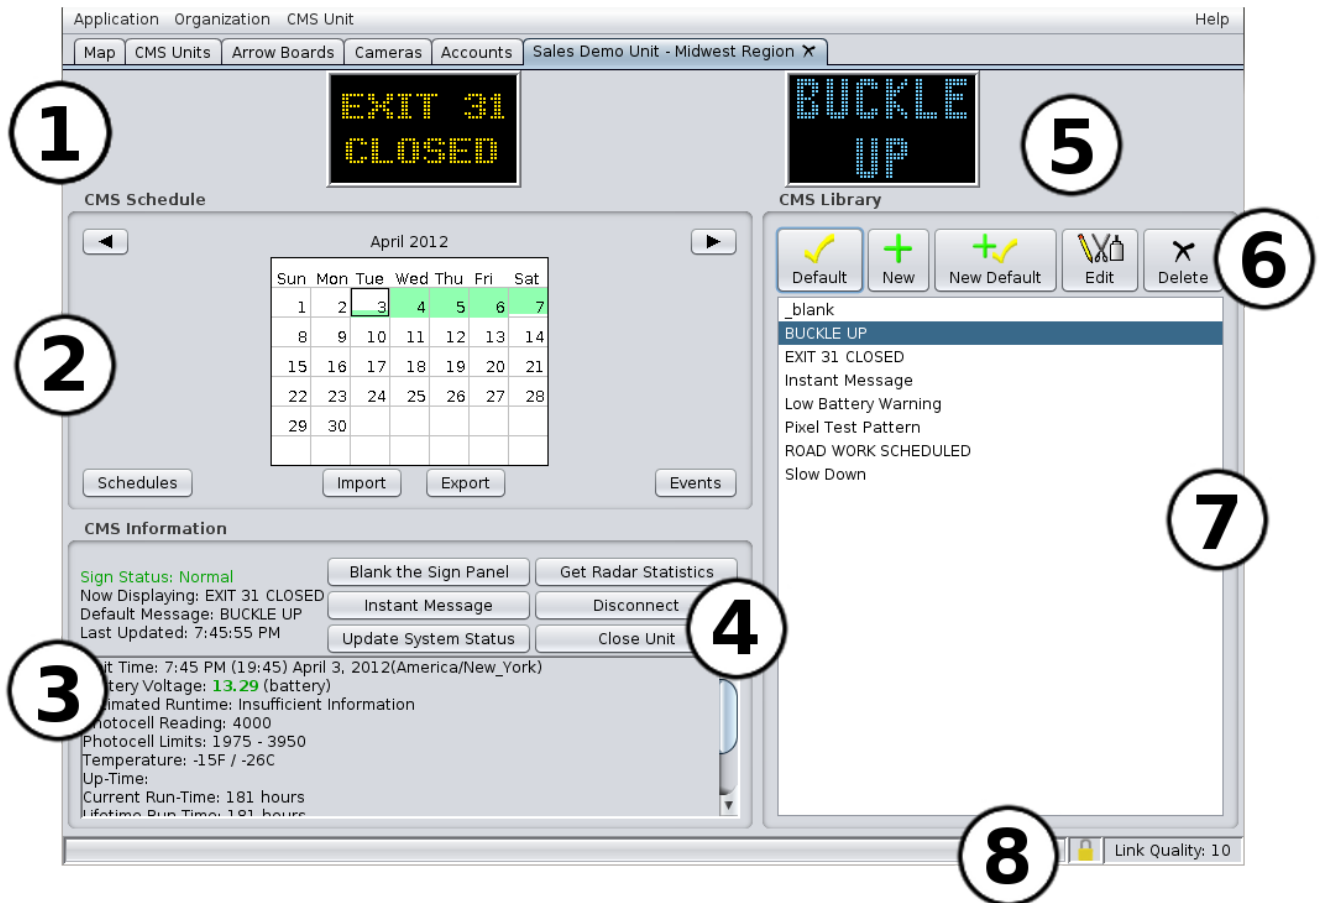 Application Organization CMS Unit Help
Map CMS Units Arrow Boards Cameras Accounts Sales Demo Unit - Midwest Region
1
EXIT 31
CLOSED
BUCKLE
UP
5
CMS Schedule
April 2012
Sun Mon Tue Wed Thu Fri Sat
1 2 3 4 5 6 7
8 9 10 11 12 13 14
15 16 17 18 19 20 21
22 23 24 25 26 27 28
29 30
2
Schedules Import Export Events
CMS Library
Default New New Default Edit Delete
6
_blank
BUCKLE UP
EXIT 31 CLOSED
Instant Message
Low Battery Warning
Pixel Test Pattern
ROAD WORK SCHEDULED
Slow Down
7
CMS Information
Sign Status: Normal
Now Displaying: EXIT 31 CLOSED
Default Message: BUCKLE UP
Last Updated: 7:45:55 PM
Blank the Sign Panel Get Radar Statistics
Instant Message Disconnect
Update System Status Close Unit
4
3
Time: 7:45 PM (19:45) April 3, 2012(America/New_York)
Voltage: 13.29 (battery)
Runtime: Insufficient Information
Photocell Reading: 4000
Photocell Limits: 1975 - 3950
Temperature: -15F / -26C
Up-Time:
Current Run-Time: 181 hours
Lifetime Run-Time: 181 hours
8
Link Quality: 10